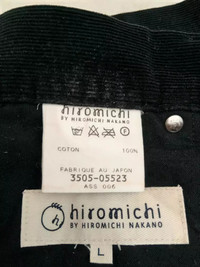 hiromichi
BY HIROMICHI NAKANO
COTON 100%
FABRIQUE AU JAPON
3505-05523
ASS 006
h
hiromichi
BY HIROMICHI NAKANO
L